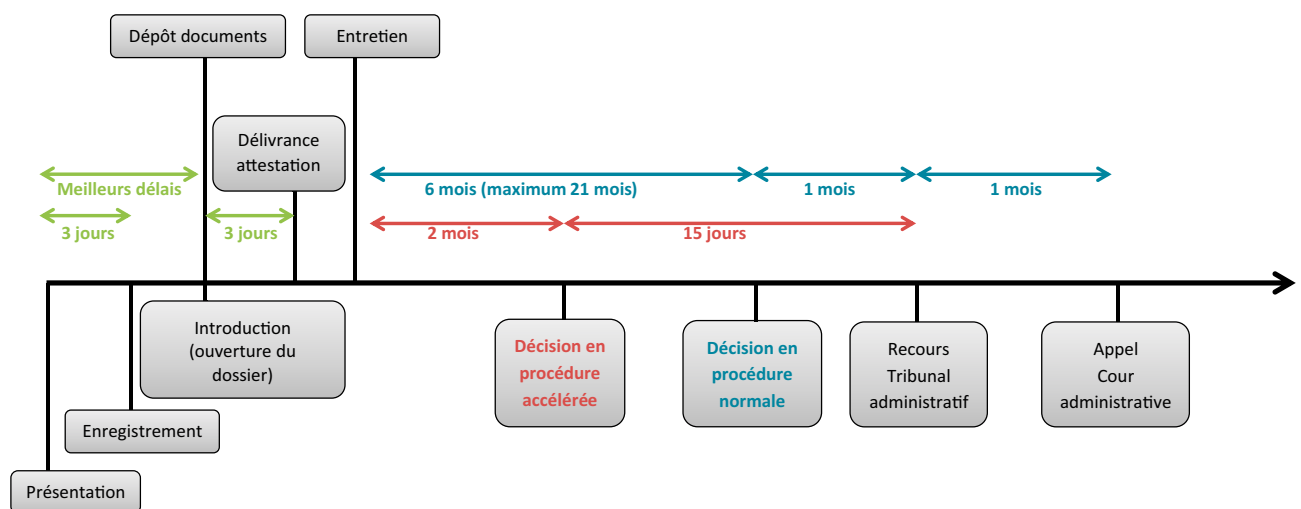 Dépôt documents
Entretien
Délivrance
attestation
Meilleurs délais
6 mois (maximum 21 mois)
1 mois
1 mois
3 jours
3 jours
2 mois
15 jours
Introduction
(ouverture du
dossier)
Décision en
procédure
accélérée
Décision en
procédure
normale
Recours
Tribunal
administratif
Appel
Cour
administrative
Enregistrement
Présentation